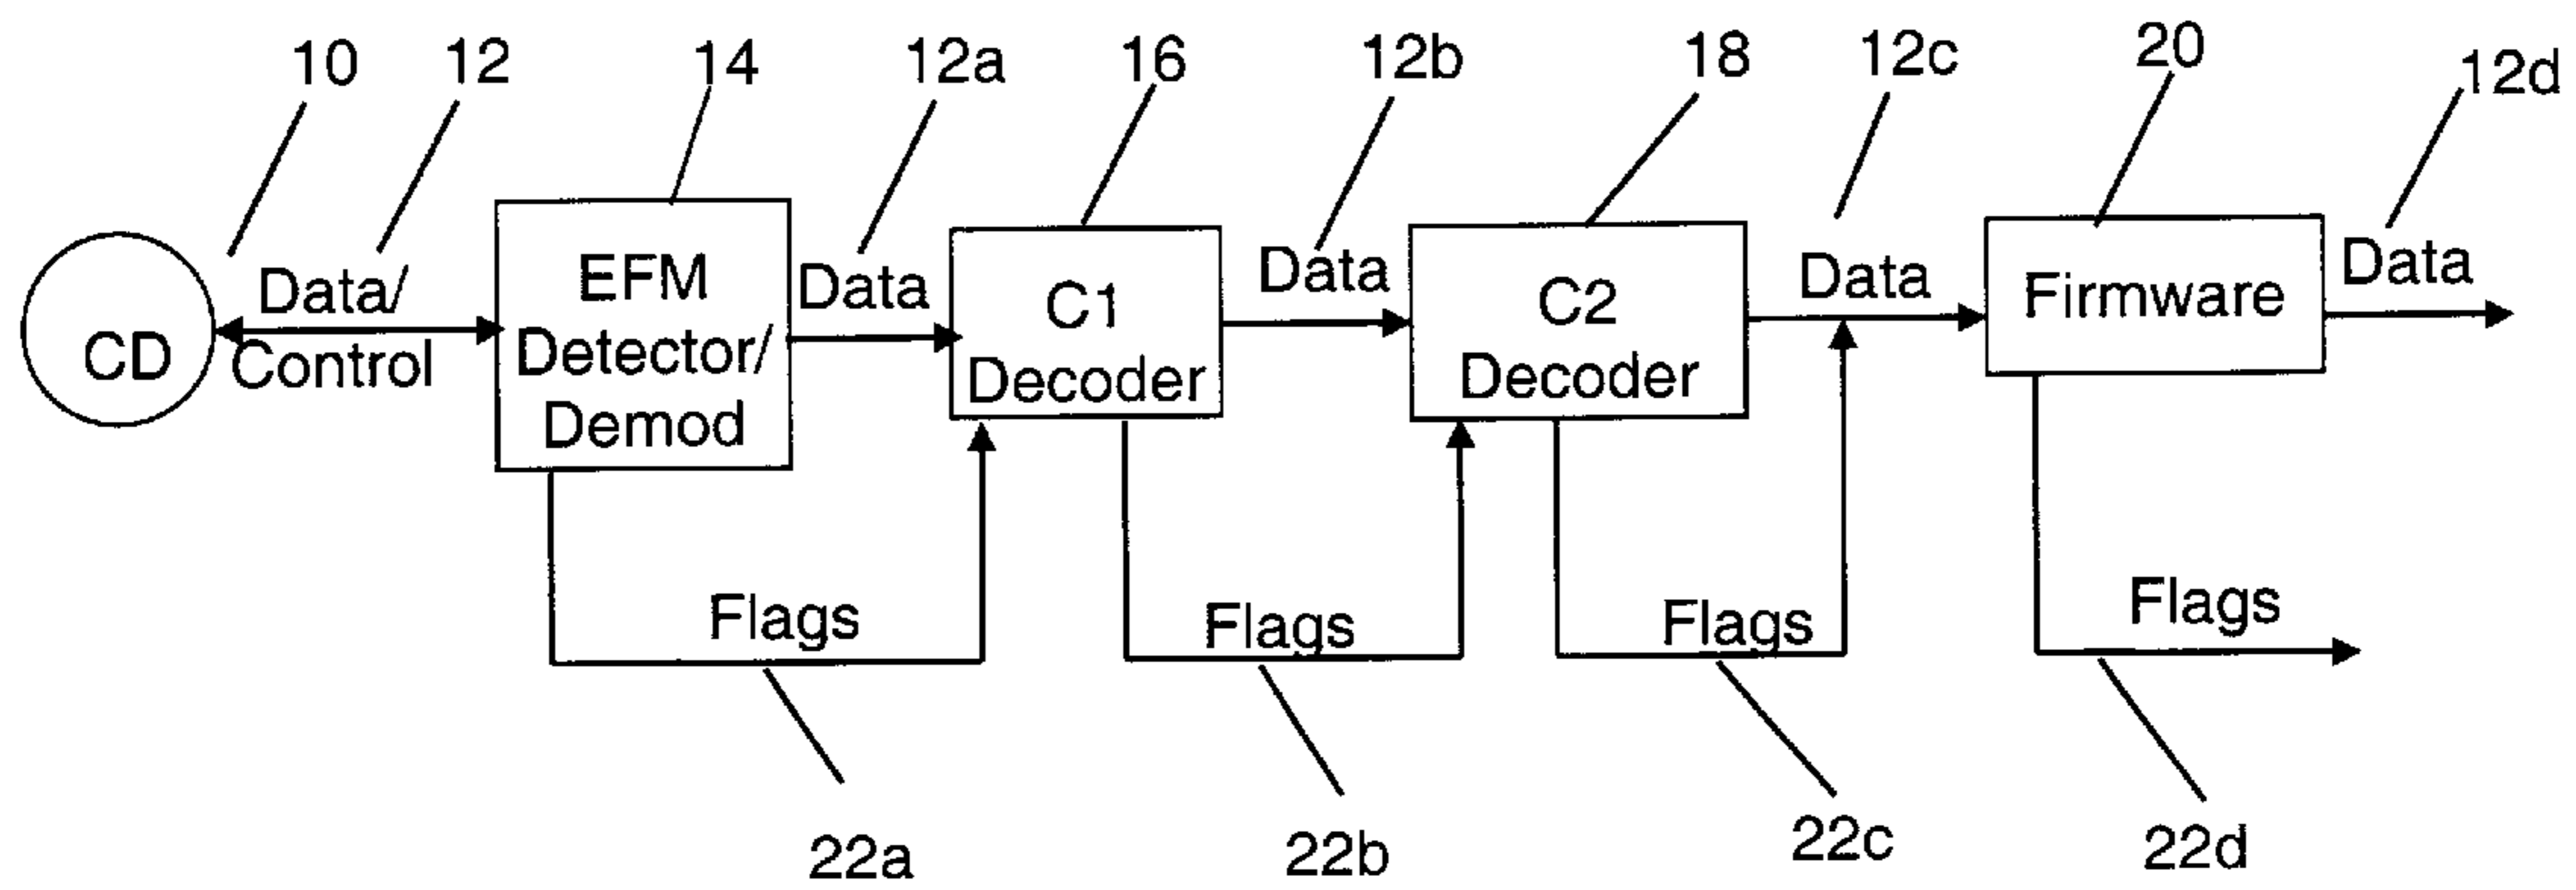 10
12
14
12a
16
12b
18
12c
20
12d
CD
Data/
Control
EFM
Detector/
Demod
Data
C1
Decoder
Data
C2
Decoder
Data
Firmware
Data
Flags
Flags
Flags
Flags
22a
22b
22c
22d